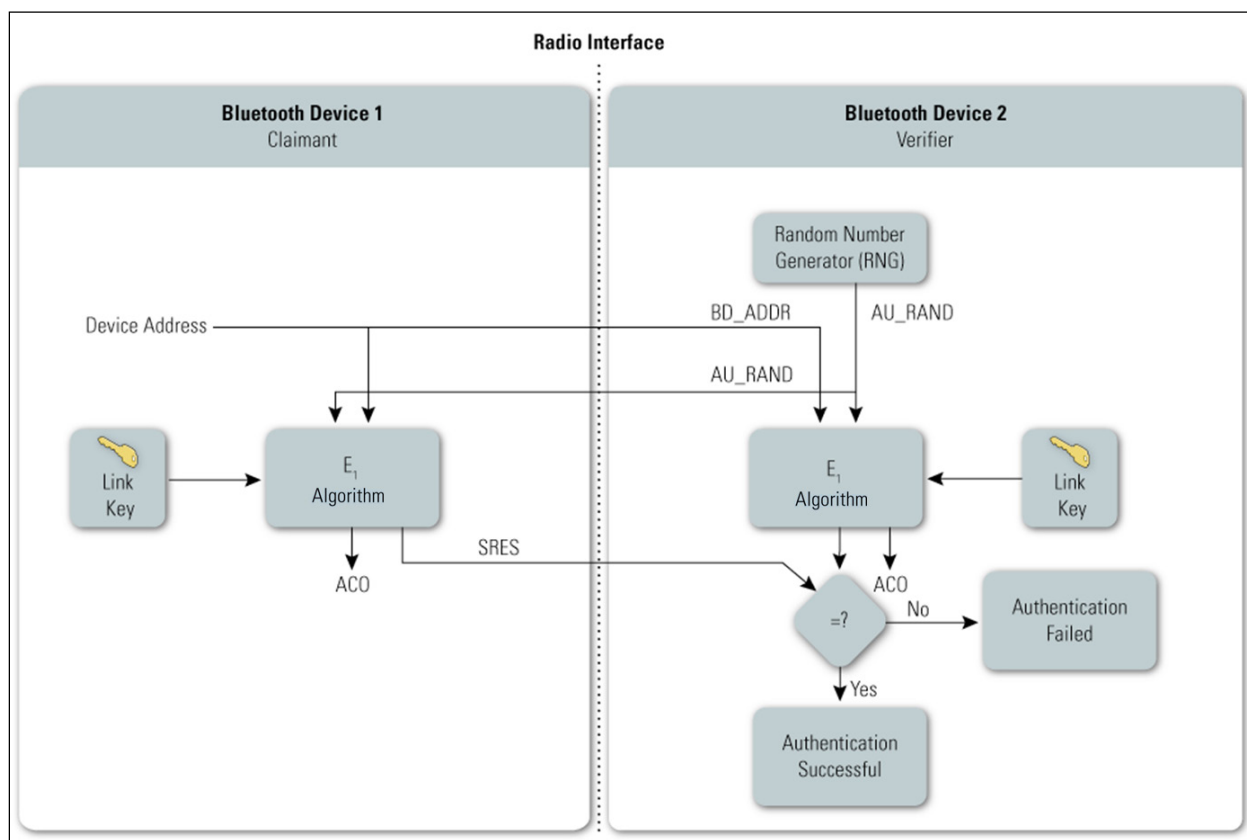 Radio Interface
Bluetooth Device 1
Claimant
Bluetooth Device 2
Verifier
Random Number
Generator (RNG)
Device Address
BD_ADDR
AU_RAND
AU_RAND
Link
Key
E₁
Algorithm
E₁
Algorithm
Link
Key
SRES
ACO
ACO
=?
No
Authentication
Failed
Yes
Authentication
Successful